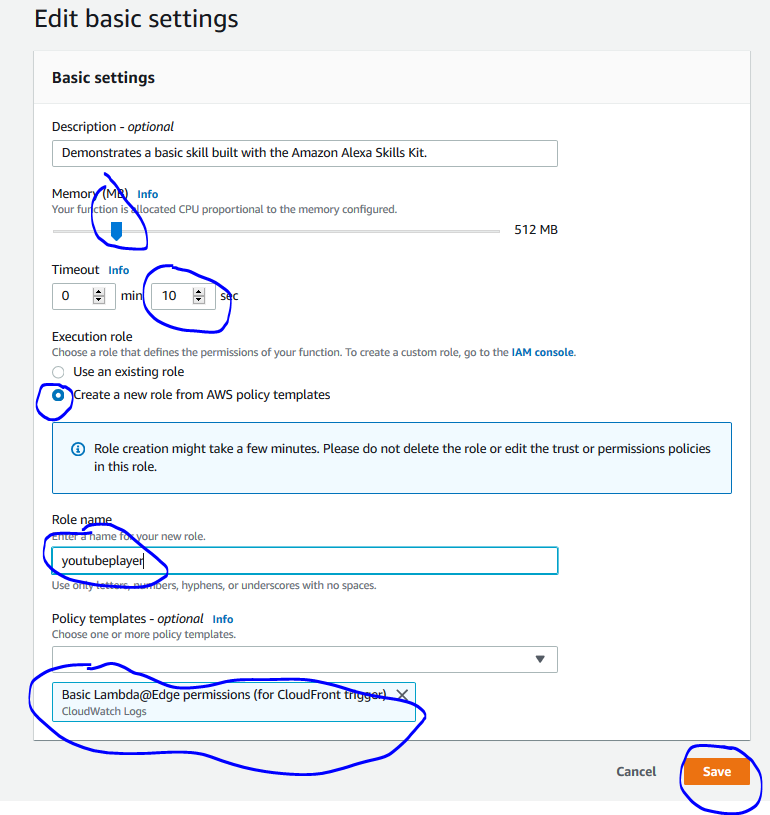 Edit basic settings
Basic settings
Description - optional
Demonstrates a basic skill built with the Amazon Alexa Skills Kit.
Memory (MB) Info
Your function is allocated CPU proportional to the memory configured.
512 MB
Timeout Info
0 min 10 sec
Execution role
Choose a role that defines the permissions of your function. To create a custom role, go to the IAM console.
Use an existing role
Create a new role from AWS policy templates
Role creation might take a few minutes. Please do not delete the role or edit the trust or permissions policies
in this role.
Role name
Enter a name for your new role.
youtubeplayer
Use only letters, numbers, hyphens, or underscores with no spaces.
Policy templates - optional Info
Choose one or more policy templates.
Basic Lambda@Edge permissions (for CloudFront trigger)
CloudWatch Logs
Cancel Save